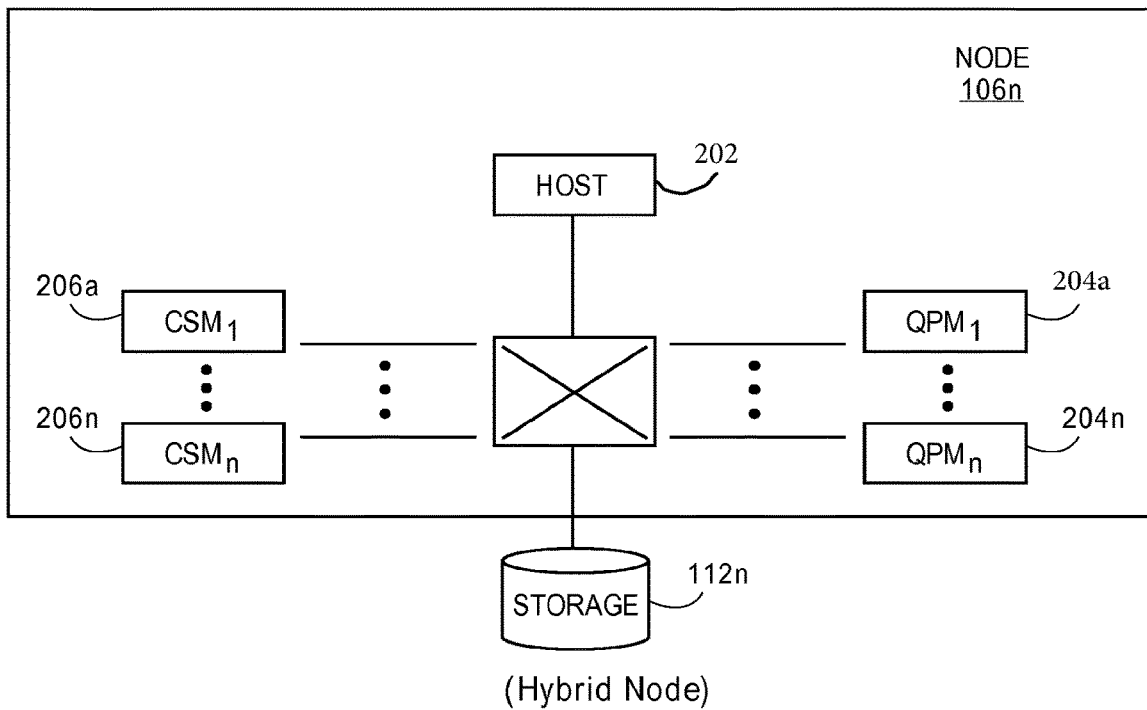 NODE
106n
HOST
202
206a
CSM1
204a
QPM1
206n
CSMn
204n
QPMn
STORAGE
112n
(Hybrid Node)